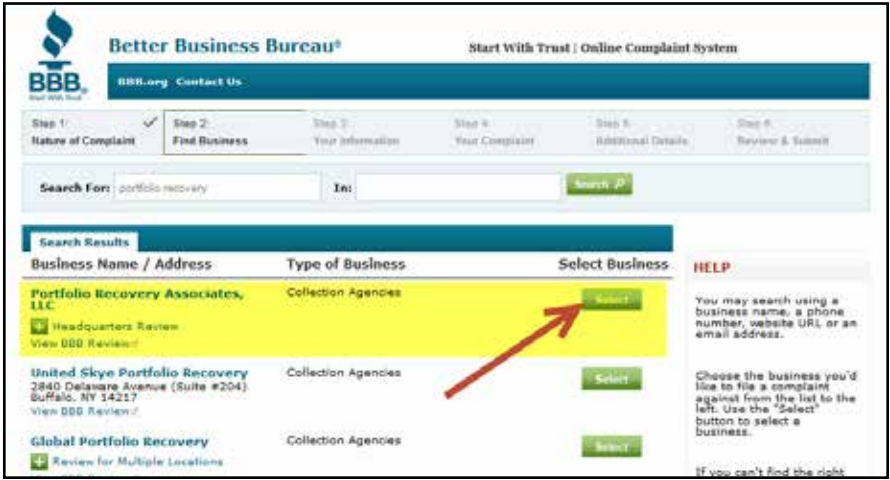 Better Business Bureau®
Start With Trust | Online Complaint System
BBB®
Start With Trust
BBB.org Contact Us
Step 1: Step 2: Step 3: Step 4: Step 5: Step 6:
Nature of Complaint Find Business Your Information Your Complaint Additional Details Review & Submit
Search For: portfolio recovery In: Search
Search Results
Business Name / Address Type of Business Select Business
Portfolio Recovery Associates, LLC Collection Agencies Select
Headquarters Review
View BBB Review
United Skye Portfolio Recovery Collection Agencies Select
2840 Delaware Avenue (Suite #204)
Buffalo, NY 14217
View BBB Review
Global Portfolio Recovery Collection Agencies Select
Review for Multiple Locations
HELP
You may search using a
business name, a phone
number, website URL or an
email address.
Choose the business you'd
like to file a complaint
against from the list to the
left. Use the "Select"
button to select a
business.
If you can't find the right